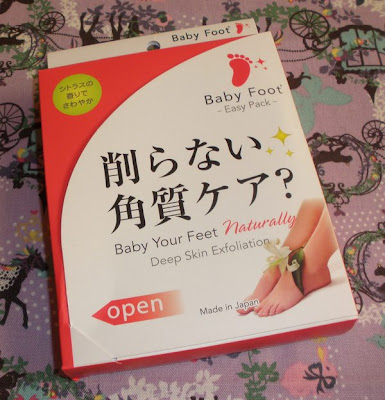 Baby Foot
シトラスの
香りで
さわやか
Baby Foot
- Easy Pack -
削らない
角質ケア?
Baby Your Feet Naturally
Deep Skin Exfoliation
open
Made in Japan